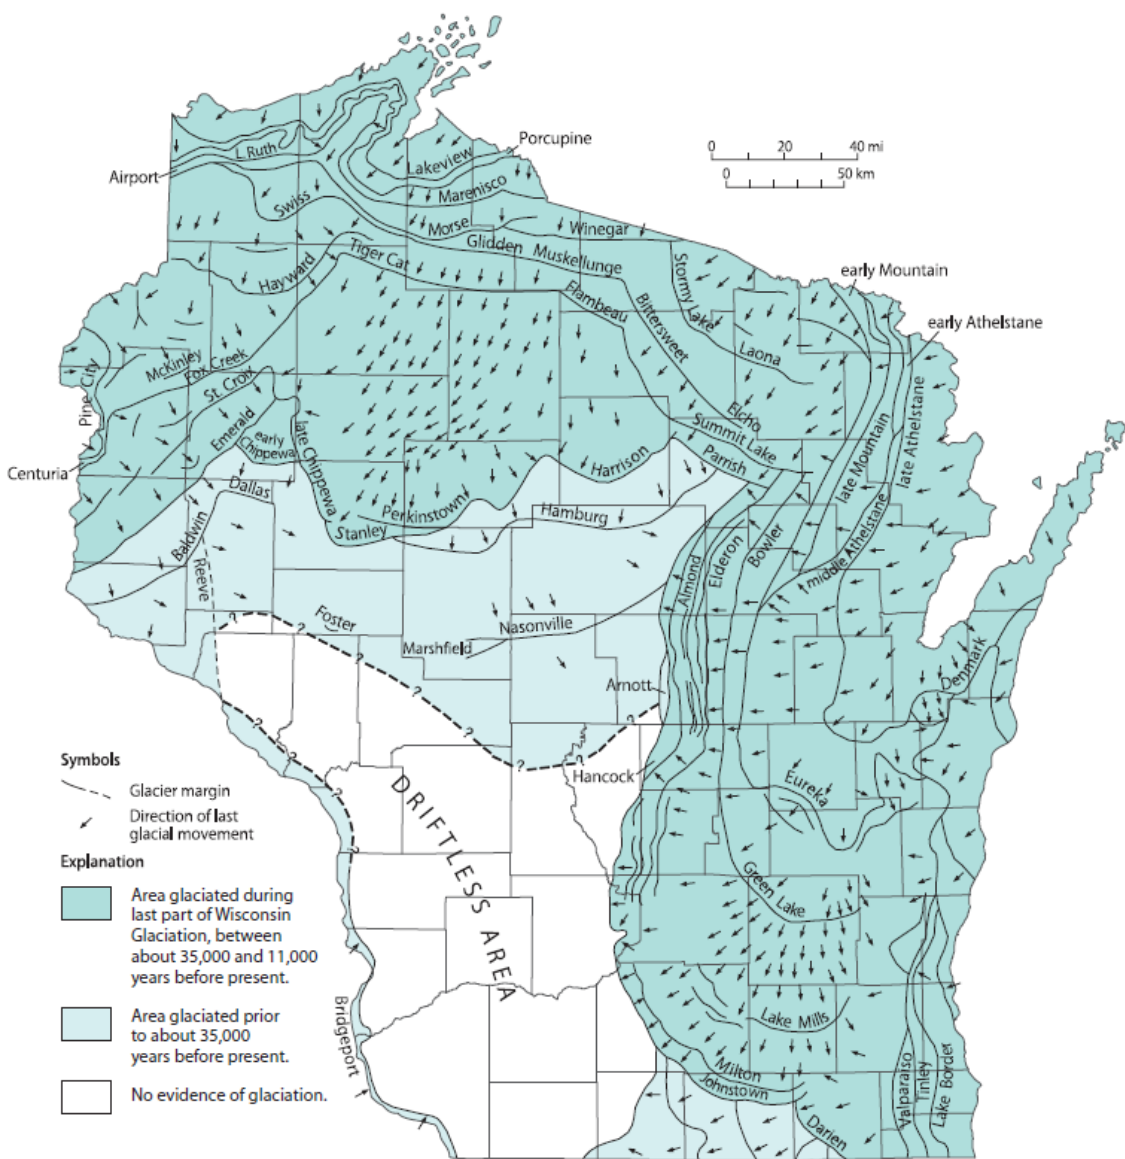 Porcupine
0 20 40 mi
0 50 km
L Ruth
Lakeview
Airport
Marenisco
Swiss
Morse
Winegar
Glidden
Muskellunge
Tiger Cat
Hayward
Stormy Lake
early Mountain
Flambeau
Bittersweet
early Athelstane
Laona
McKinley
Fox Creek
Pine City
St. Croix
Elcho
Emerald
early
Chippewa
late Chippewa
Summit Lake
late Mountain
late Athelstane
Centuria
Harrison
Parrish
Dallas
Perkinstown
Hamburg
Stanley
Baldwin
Reeve
Elderon
Bowler
middle Athelstane
Almond
?
?
Foster
Nasonville
Marshfield
?
Denmark
?
Arnott
?
?
?
?
?
?
?
Hancock
Eureka
DRIFTLESS AREA
Green Lake
Bridgeport
Lake Mills
Milton
Johnstown
Darien
Valparaiso
Tinley
Lake Border
Symbols
Glacier margin
Direction of last
glacial movement
Explanation
Area glaciated during
last part of Wisconsin
Glaciation, between
about 35,000 and 11,000
years before present.
Area glaciated prior
to about 35,000
years before present.
No evidence of glaciation.